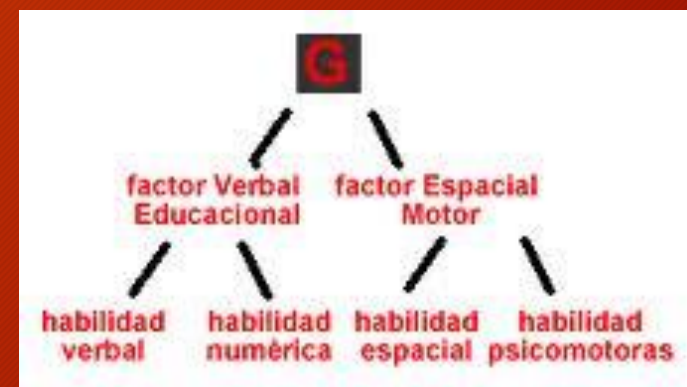 G
factor Verbal
Educacional
factor Espacial
Motor
habilidad
verbal
habilidad
numérica
habilidad
espacial
habilidad
psicomotoras